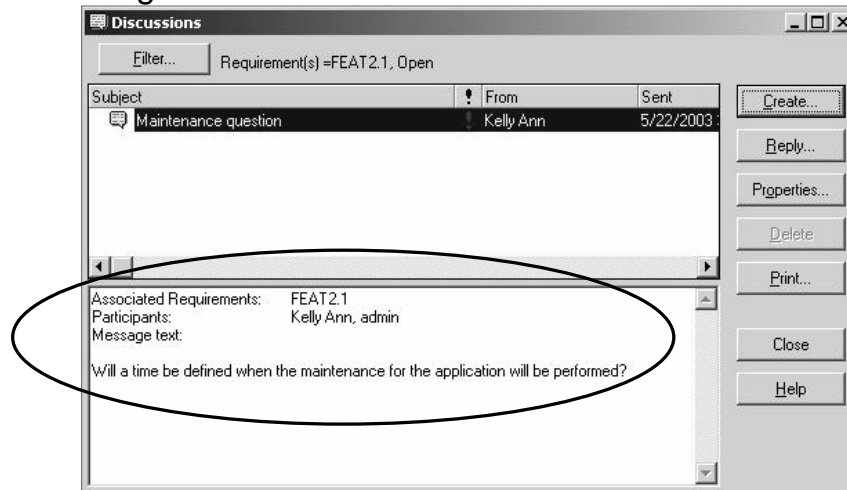 Discussions
Filter... Requirement(s) =FEAT2.1, Open
Subject ! From Sent
Maintenance question ! Kelly Ann 5/22/2003
Create...
Reply...
Properties...
Delete
Print...
Close
Help
Associated Requirements: FEAT2.1
Participants: Kelly Ann, admin
Message text:
Will a time be defined when the maintenance for the application will be performed?